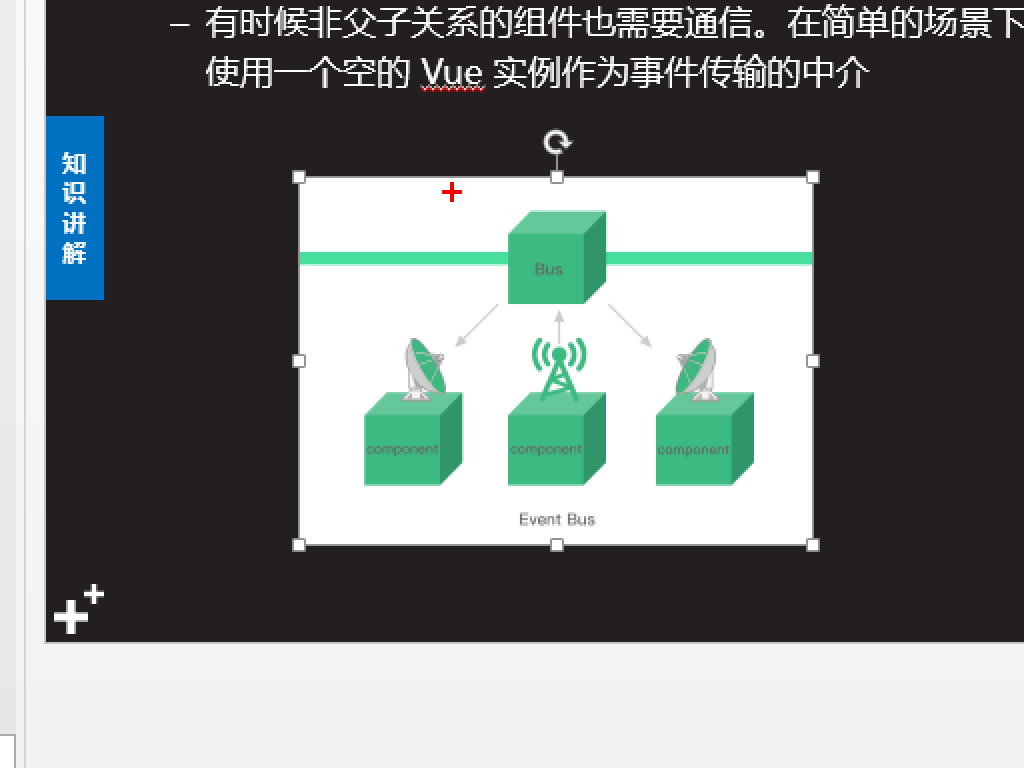 – 有时候非父子关系的组件也需要通信。在简单的场景下
使用一个空的 Vue 实例作为事件传输的中介
知
识
讲
解
Bus
component component component
Event Bus